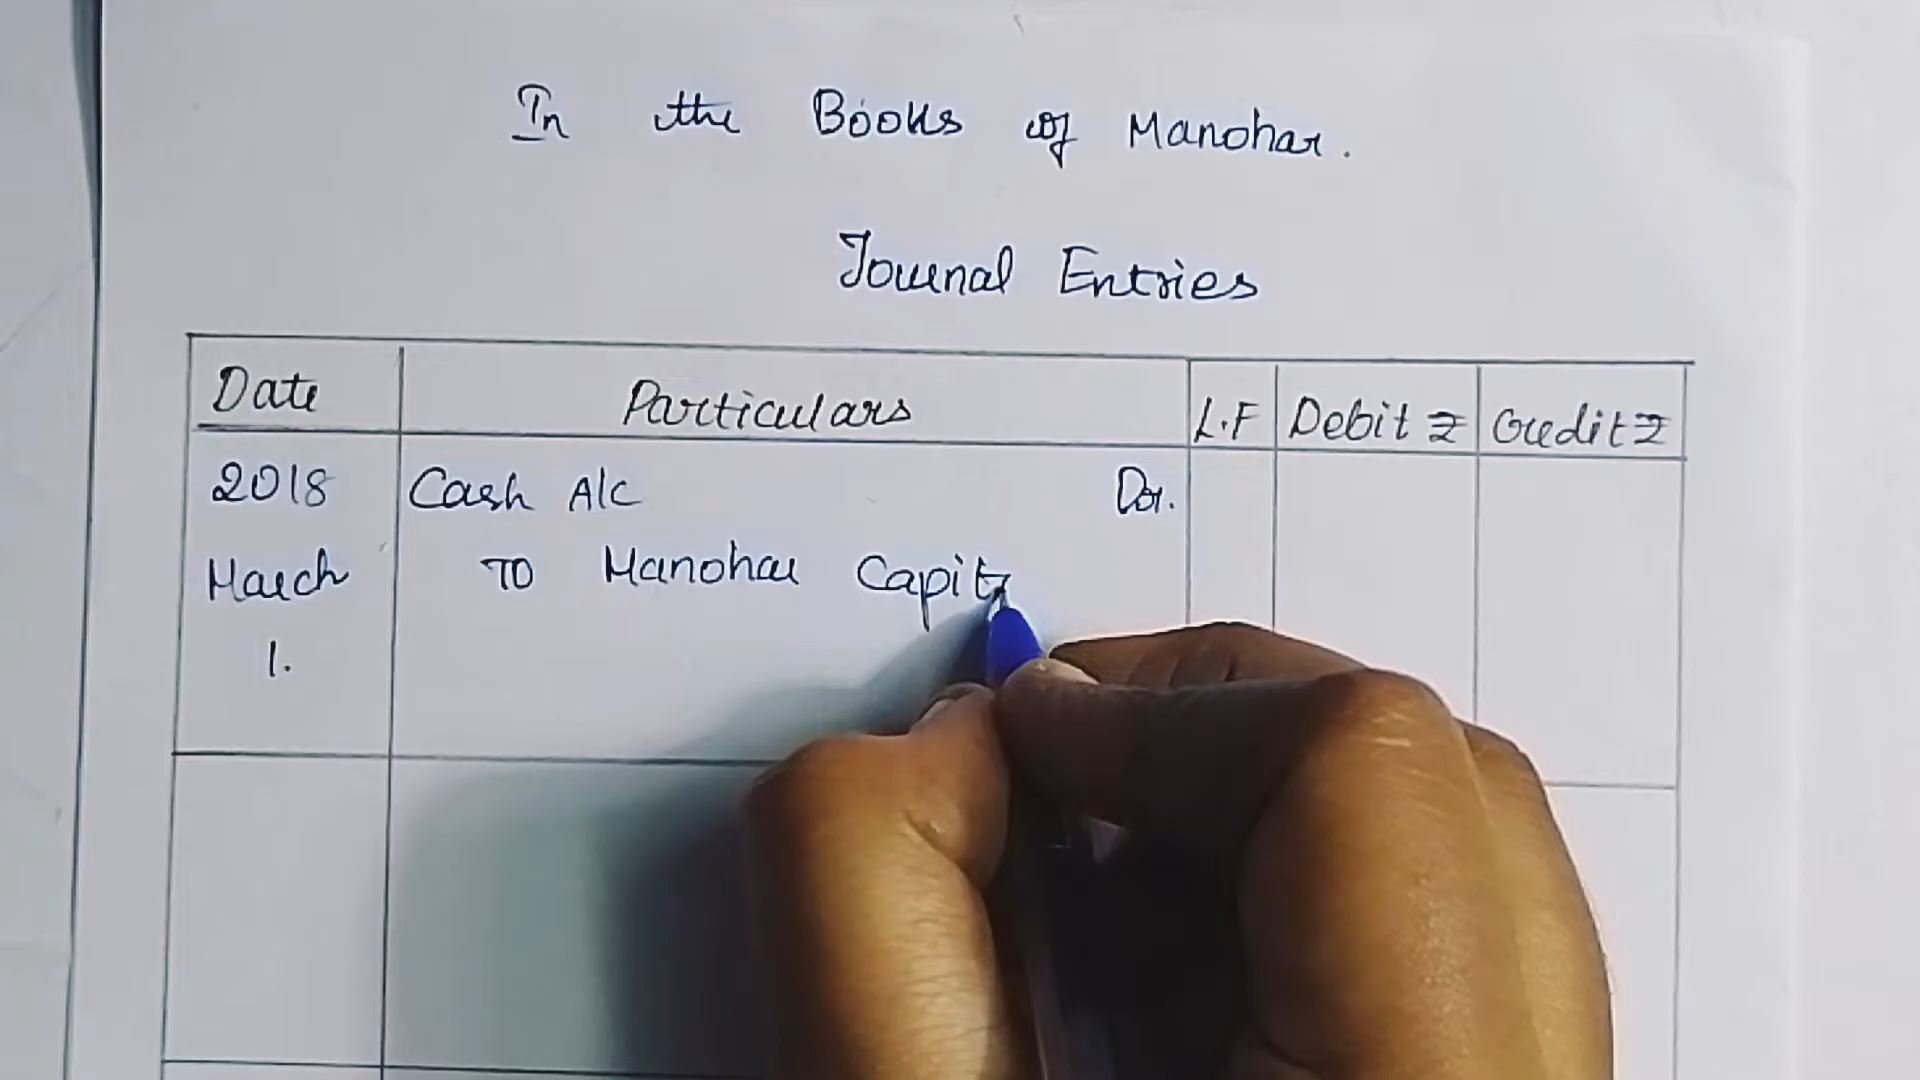 In the Books of Manohar.
Journal Entries
Date Particulars L.F Debit ₹ Credit ₹
2018 Cash A/C Dr.
March To Manohar Capit
1.